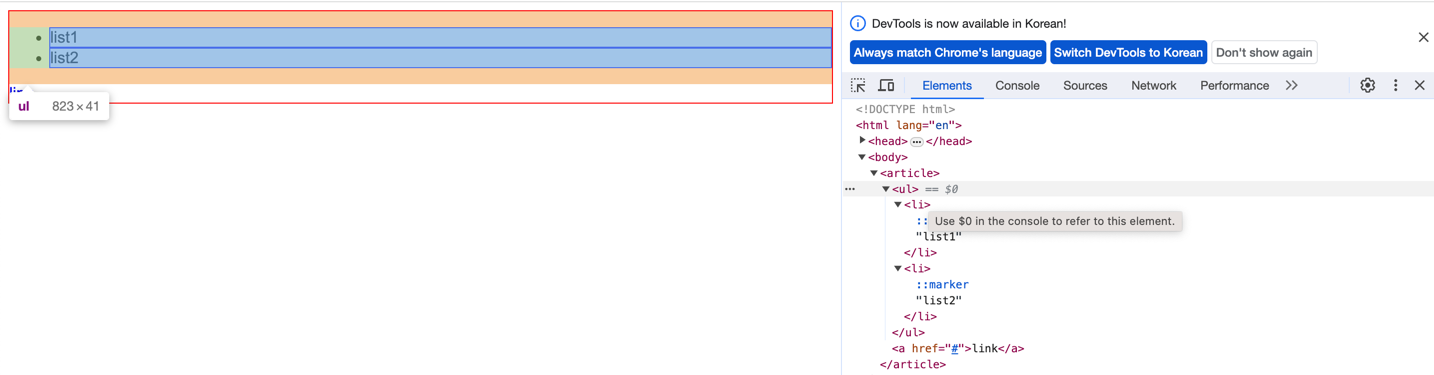 list1
list2
ul 823 × 41
DevTools is now available in Korean!
Always match Chrome's language
Switch DevTools to Korean
Don't show again
Elements
Console
Sources
Network
Performance
<!DOCTYPE html>
<html lang="en">
<head>
</head>
<body>
<article>
<ul> == $0
<li>
Use $0 in the console to refer to this element.
"list1"
</li>
<li>
::marker
"list2"
</li>
</ul>
<a href="#">link</a>
</article>